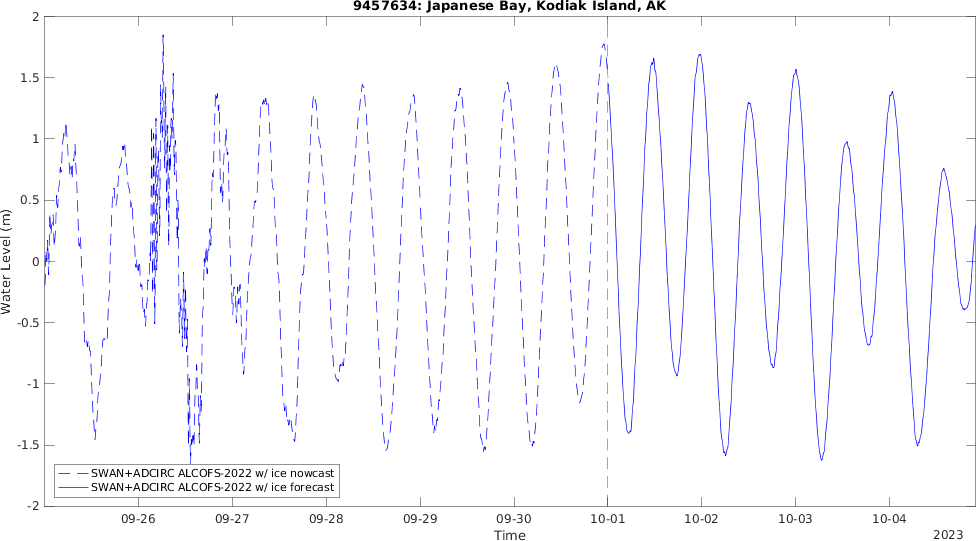 9457634: Japanese Bay, Kodiak Island, AK
2
1.5
1
0.5
0
-0.5
-1
-1.5
-2
Water Level (m)
SWAN+ADCIRC ALCOFS-2022 w/ ice nowcast
SWAN+ADCIRC ALCOFS-2022 w/ ice forecast
09-26 09-27 09-28 09-29 09-30 10-01 10-02 10-03 10-04
Time
2023